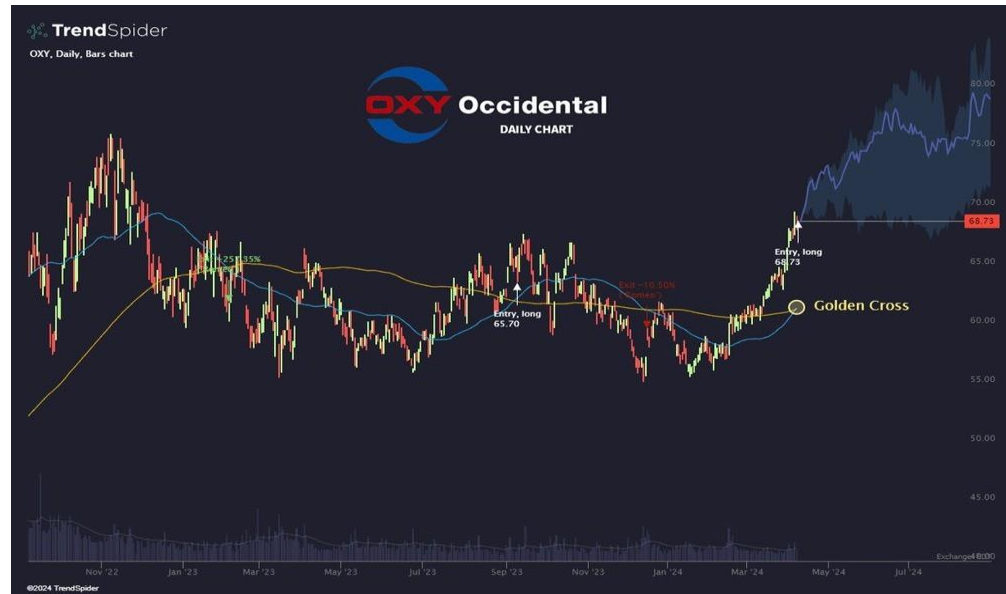 TrendSpider
OXY, Daily, Bars chart
OXY Occidental
DAILY CHART
80.00
75.00
70.00
68.73
65.00
60.00
55.00
50.00
45.00
Entry, long
68.73
Golden Cross
Exit -10.50%
Entry, long
65.70
Nov '22
Jan '23
Mar '23
May '23
Jul '23
Sep '23
Nov '23
Jan '24
Mar '24
May '24
Jul '24
©2024 TrendSpider